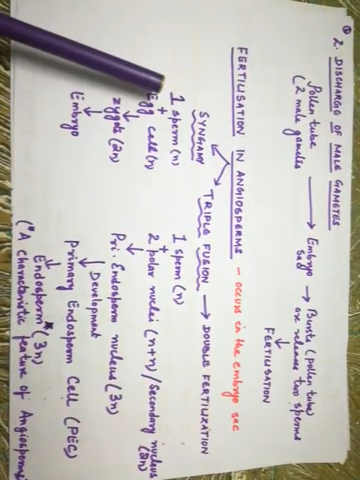 2. DISCHARGE OF MALE GAMETES
Pollen tube → Embryo → Bursts (pollen tube)
(2 male gametes Sac are release two sperms
↓
FERTILISATION
FERTILISATION IN ANGIOSPERMS - occurs in the embryo sac
SYNGAMY TRIPLE FUSION → DOUBLE FERTILIZATION
1 sperm (n) 1 sperm (n)
+ +
Egg cell (n) 2 polar nuclei (n+n) / Secondary nucleus (2n)
↓ ↓
zygote (2n) Pri. Endosperm nucleus (3n)
↓ ↓ Development
Embryo Primary Endosperm Cell (PEC)
↓
Endosperm (3n)
("A characteristic feature of Angiosperms